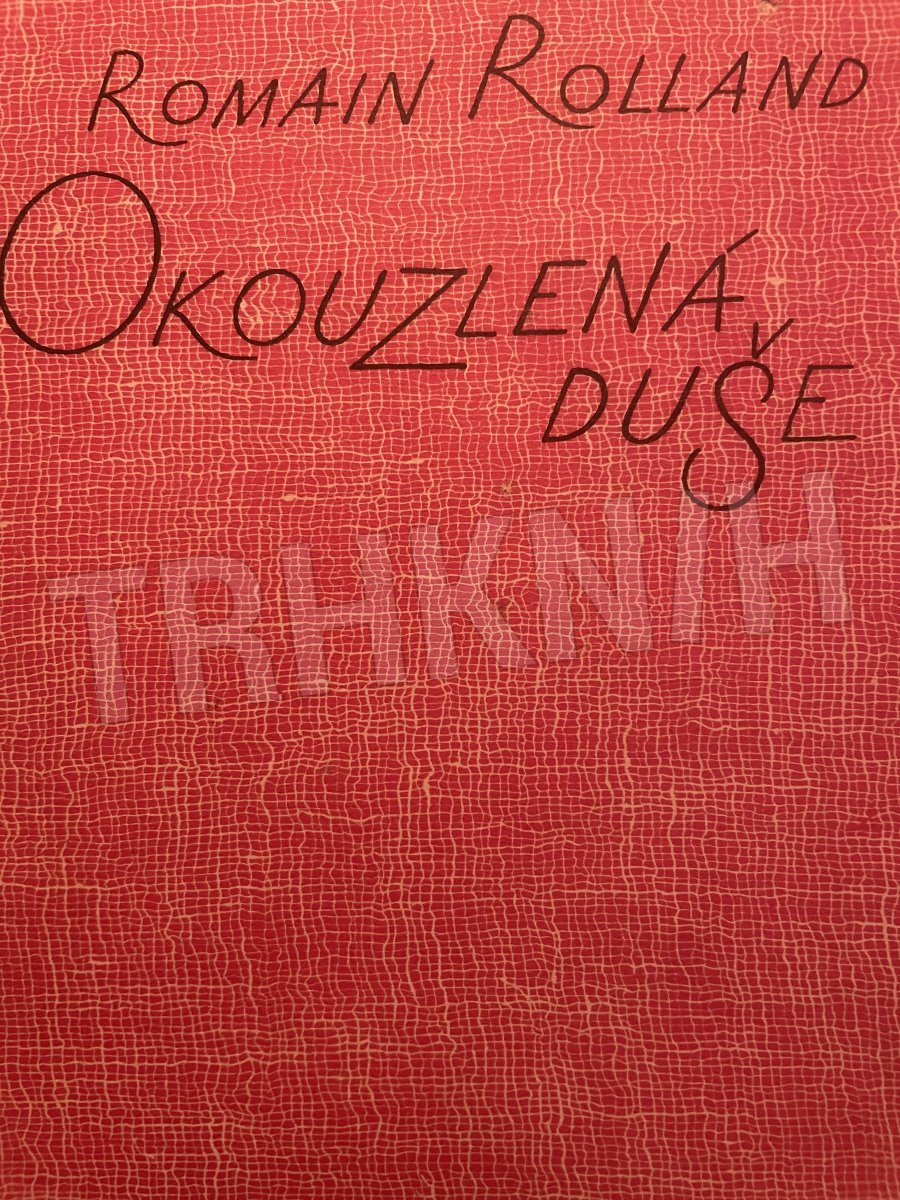 ROMAIN ROLLAND
OKOUZLENÁ
DUŠE
TRHKNIH